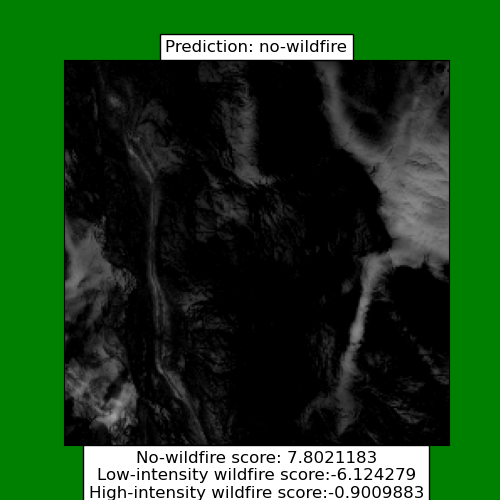 Prediction: no-wildfire
No-wildfire score: 7.8021183
Low-intensity wildfire score:-6.124279
High-intensity wildfire score:-0.9009883